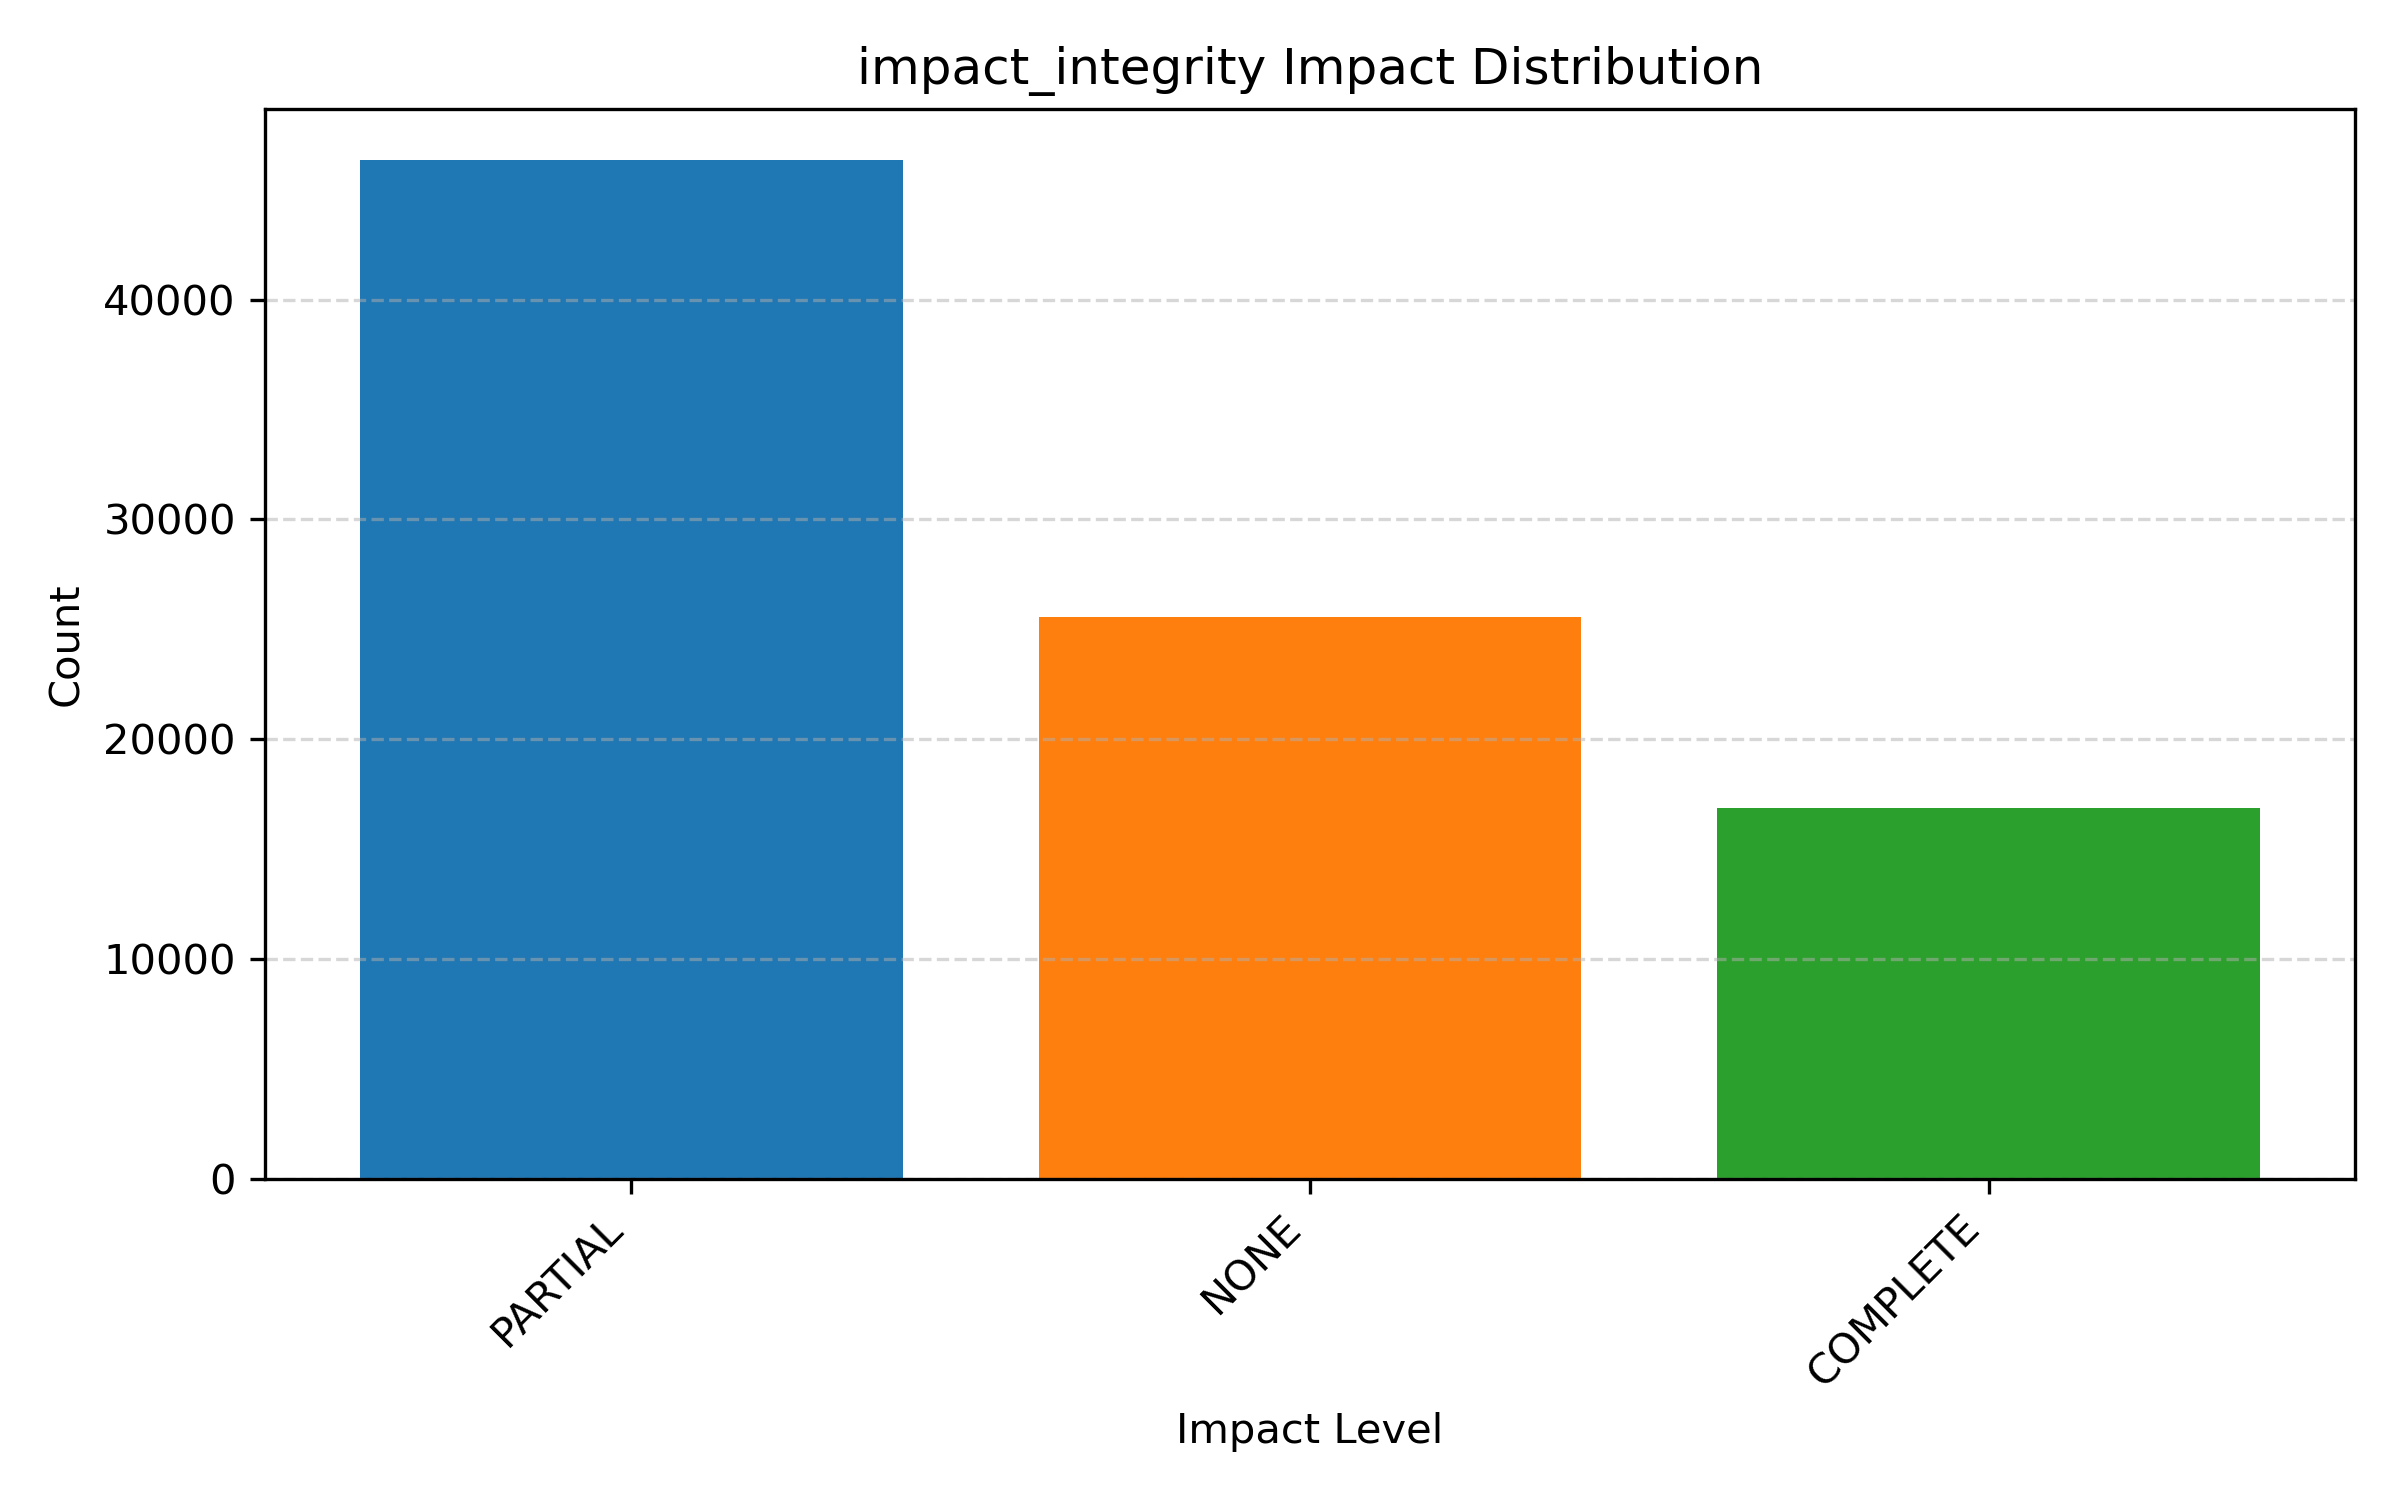 impact_integrity Impact Distribution
Count
40000
30000
20000
10000
0
PARTIAL
NONE
COMPLETE
Impact Level